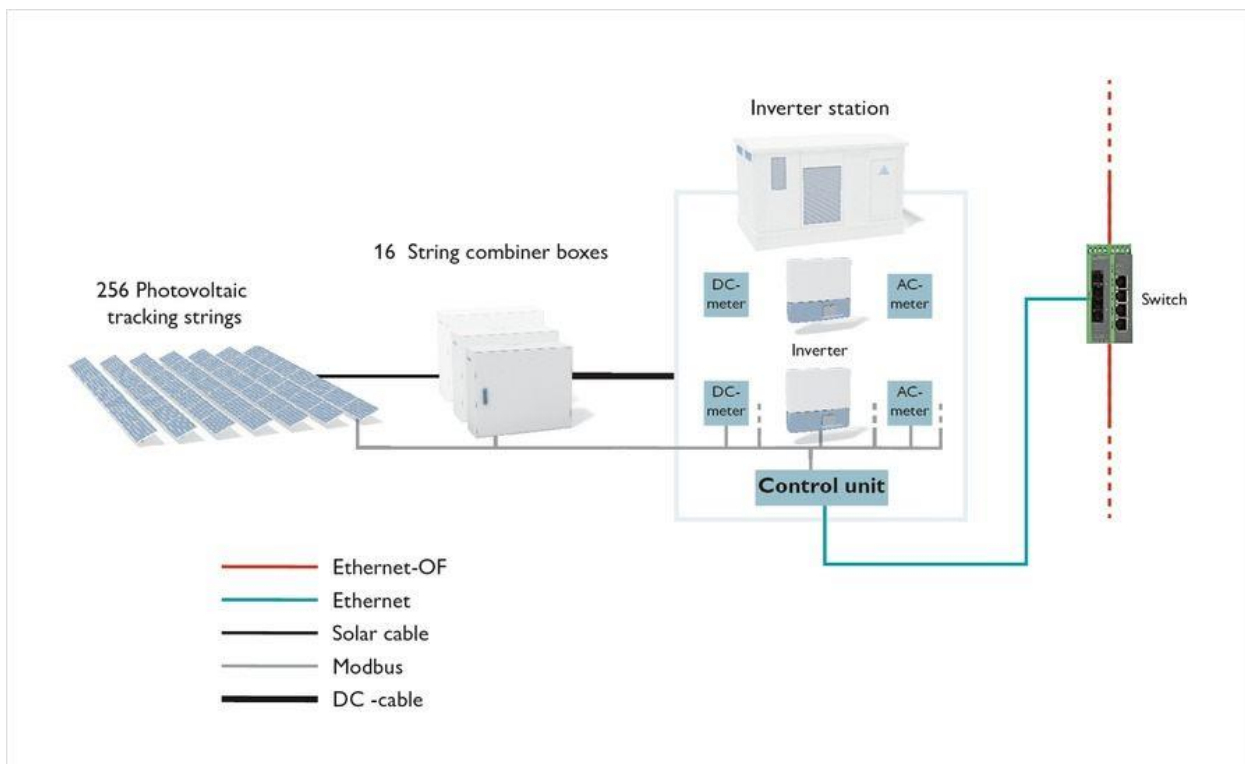 Inverter station
16 String combiner boxes
256 Photovoltaic
tracking strings
DC-
meter
AC-
meter
Switch
Inverter
DC-
meter
AC-
meter
Control unit
Ethernet-OF
Ethernet
Solar cable
Modbus
DC -cable